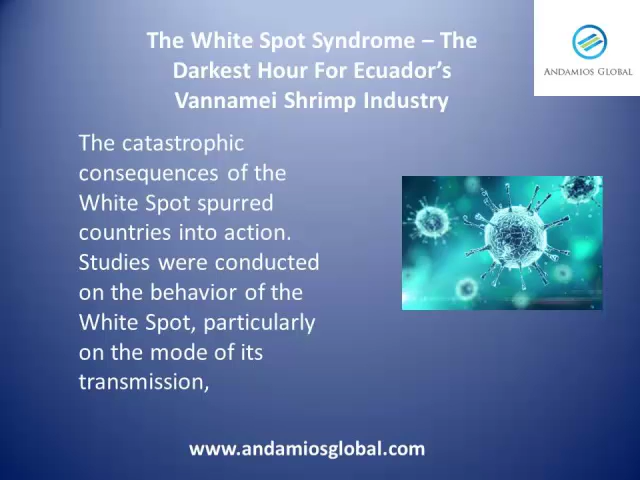 The White Spot Syndrome – The
Darkest Hour For Ecuador’s
Vannamei Shrimp Industry
ANDAMIOS GLOBAL
The catastrophic
consequences of the
White Spot spurred
countries into action.
Studies were conducted
on the behavior of the
White Spot, particularly
on the mode of its
transmission,
www.andamiosglobal.com